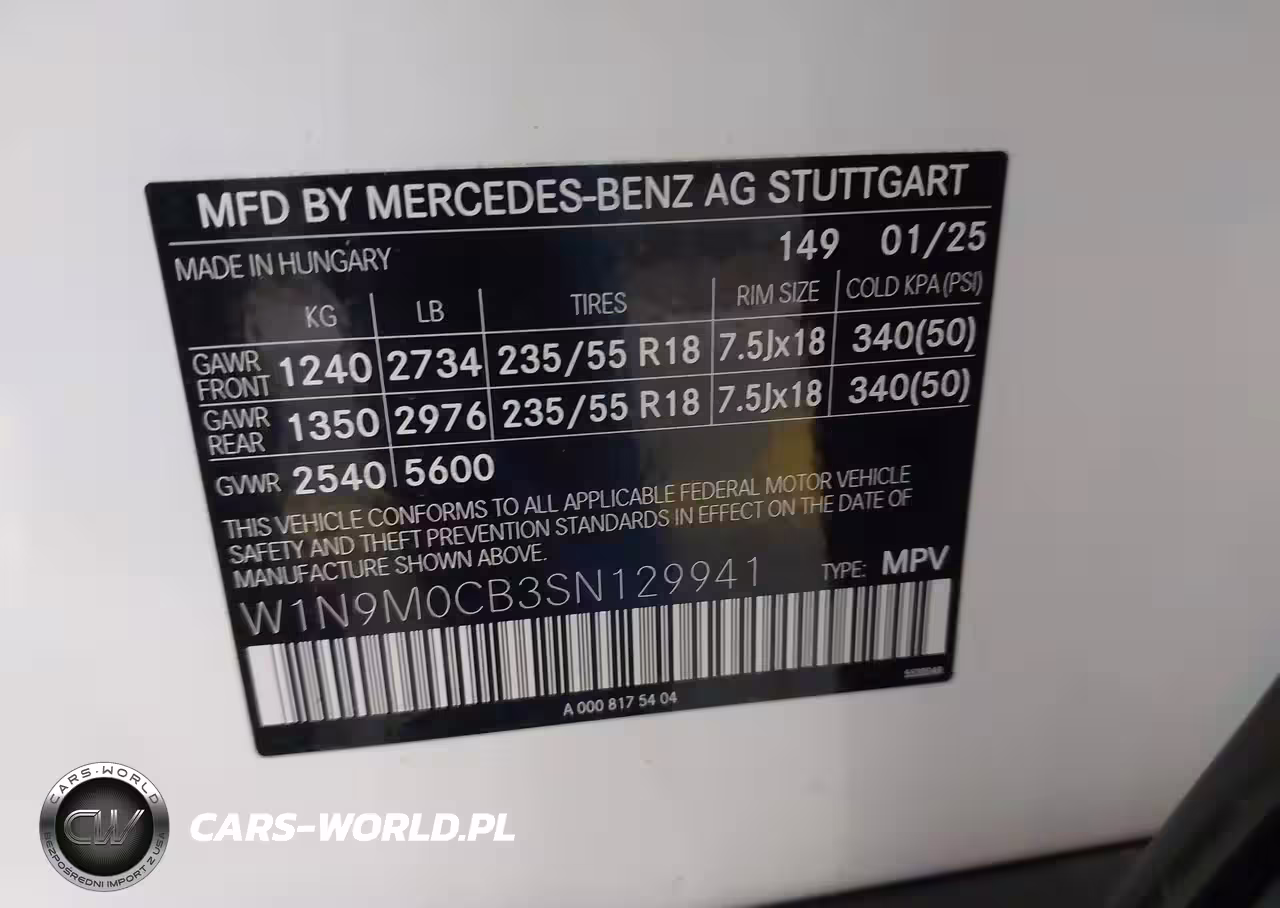 MFD BY MERCEDES-BENZ AG STUTTGART
MADE IN HUNGARY 149 01/25
KG LB TIRES RIM SIZE COLD KPA (PSI)
GAWR FRONT 1240 2734 235/55 R18 7.5Jx18 340(50)
GAWR REAR 1350 2976 235/55 R18 7.5Jx18 340(50)
GVWR 2540 5600
THIS VEHICLE CONFORMS TO ALL APPLICABLE FEDERAL MOTOR VEHICLE
SAFETY AND THEFT PREVENTION STANDARDS IN EFFECT ON THE DATE OF
MANUFACTURE SHOWN ABOVE.
W1N9M0CB3SN129941 TYPE: MPV
A 000 817 54 04
CARS-WORLD
CW
BEZPOŚREDNI IMPORT Z USA
CARS-WORLD.PL